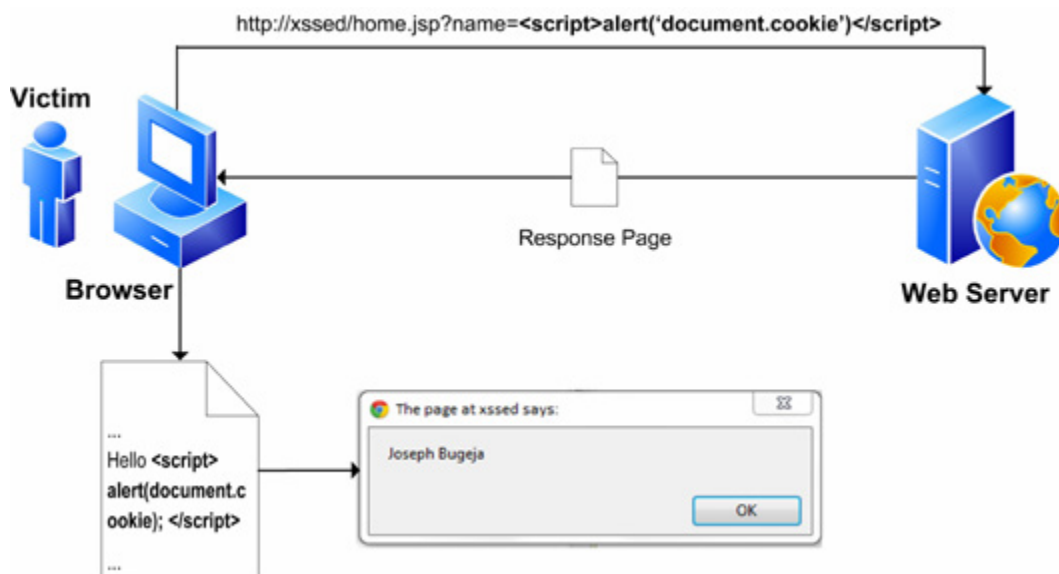 http://xssed/home.jsp?name=<script>alert(‘document.cookie’)</script>
Victim
Response Page
Browser
Web Server
...
Hello <script>
alert(document.c
ookie); </script>
...
The page at xssed says:
Joseph Bugeja
OK